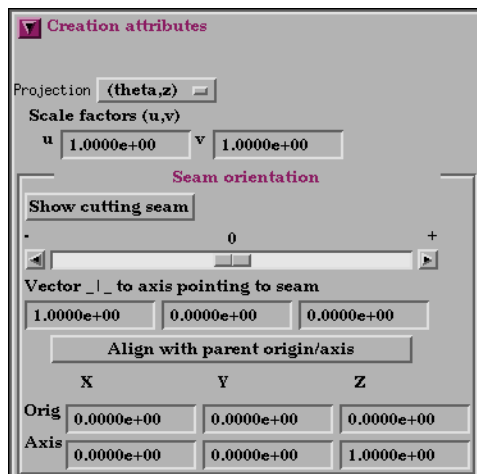 Creation attributes
Projection (theta,z)
Scale factors (u,v)
u 1.0000e+00 v 1.0000e+00
Seam orientation
Show cutting seam
- 0 +
Vector _|_ to axis pointing to seam
1.0000e+00 0.0000e+00 0.0000e+00
Align with parent origin/axis
X Y Z
Orig 0.0000e+00 0.0000e+00 0.0000e+00
Axis 0.0000e+00 0.0000e+00 1.0000e+00